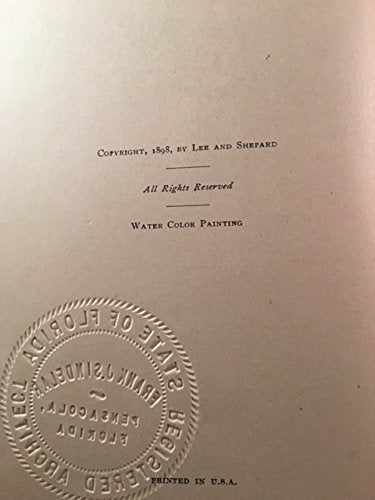 COPYRIGHT, 1898, BY LEE AND SHEPARD
All Rights Reserved
WATER COLOR PAINTING
STATE OF FLORIDA
REGISTERED ARCHITECT
FRANK J. SINDELAR
PENSACOLA,
FLORIDA
PRINTED IN U.S.A.